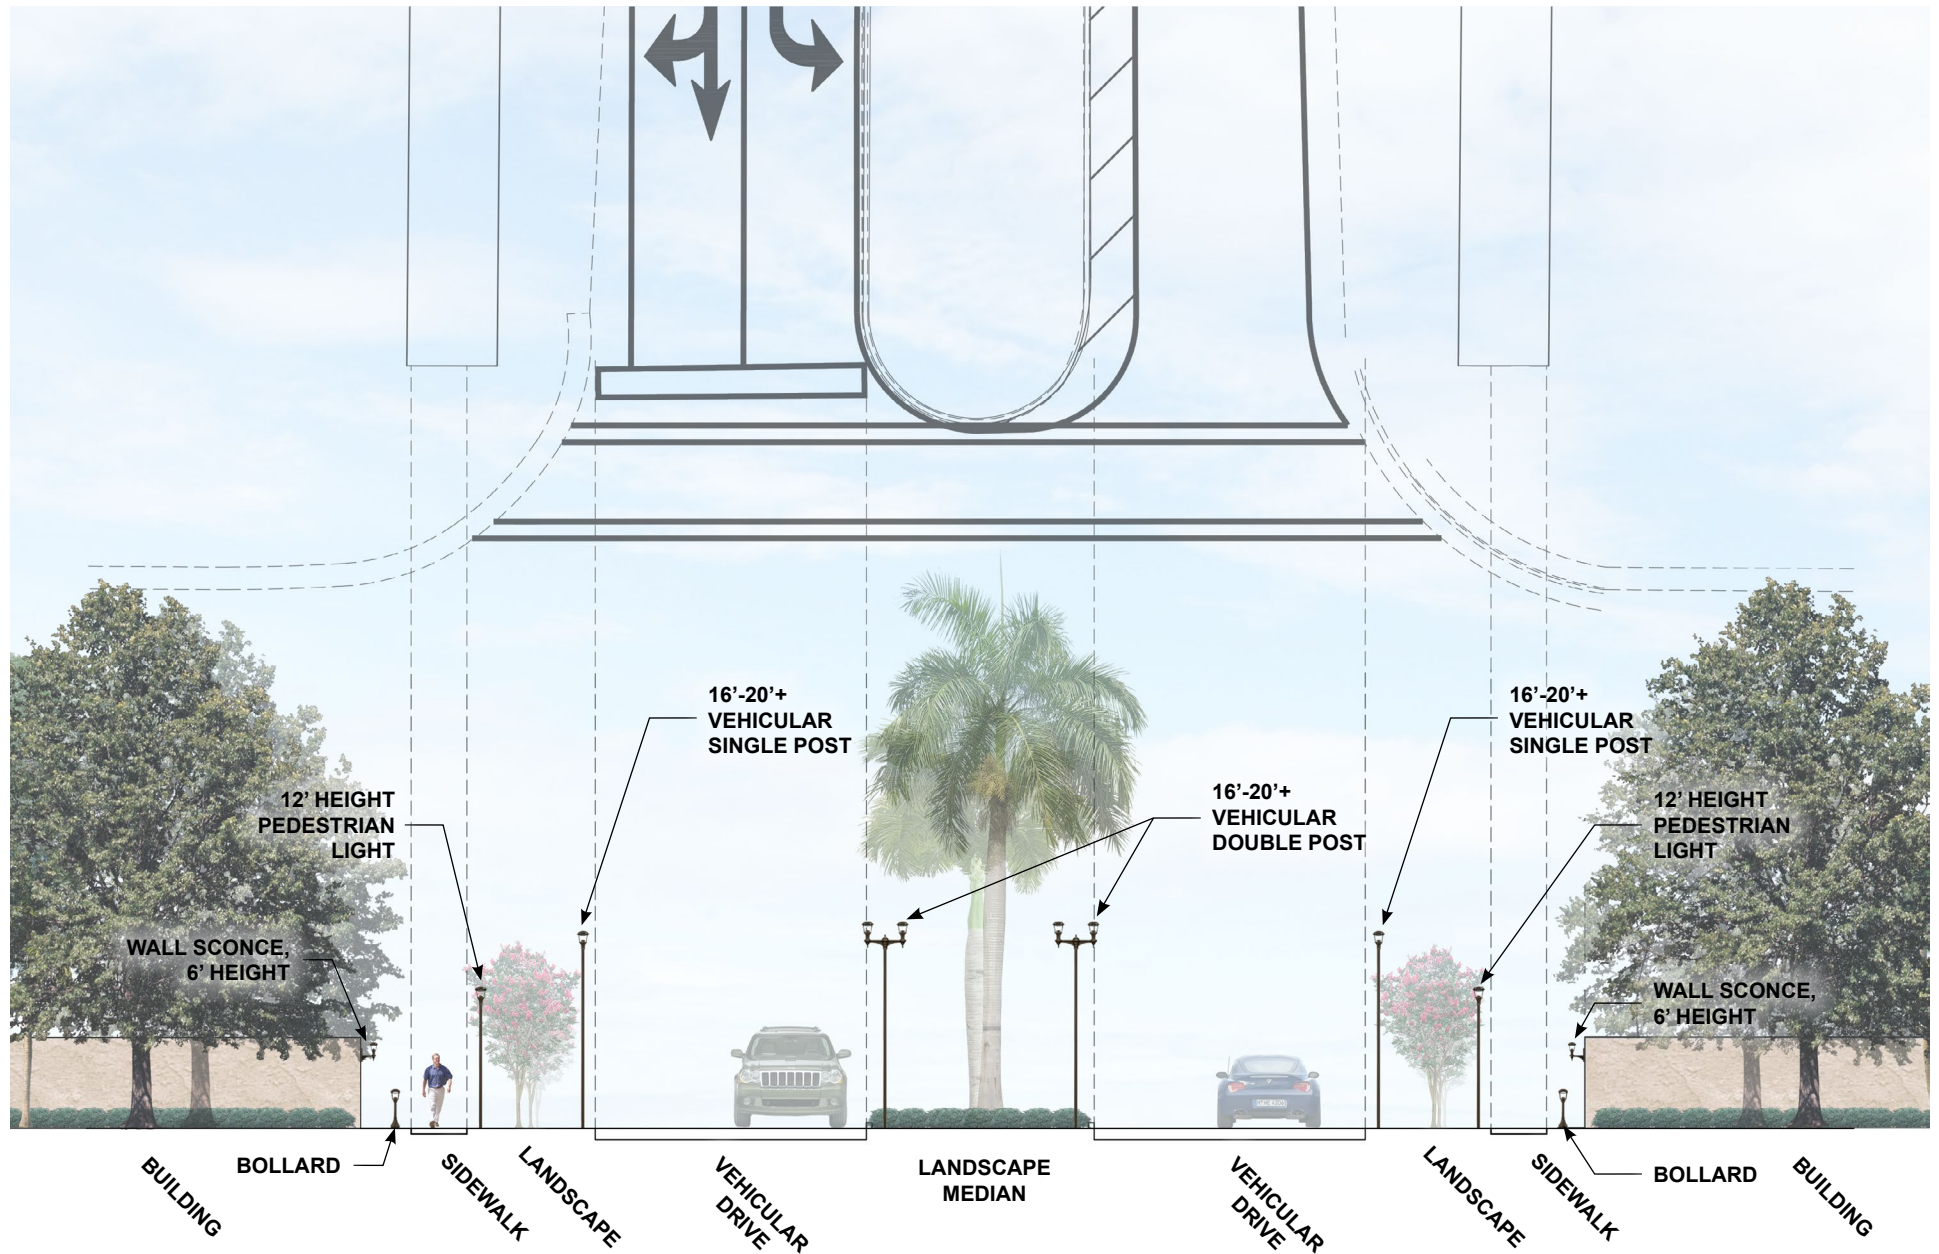 16’-20’+
VEHICULAR
SINGLE POST
16’-20’+
VEHICULAR
SINGLE POST
12’ HEIGHT
PEDESTRIAN
LIGHT
16’-20’+
VEHICULAR
DOUBLE POST
12’ HEIGHT
PEDESTRIAN
LIGHT
WALL SCONCE,
6’ HEIGHT
WALL SCONCE,
6’ HEIGHT
BUILDING
BOLLARD
SIDEWALK
LANDSCAPE
VEHICULAR
DRIVE
LANDSCAPE
MEDIAN
VEHICULAR
DRIVE
LANDSCAPE
SIDEWALK
BOLLARD
BUILDING